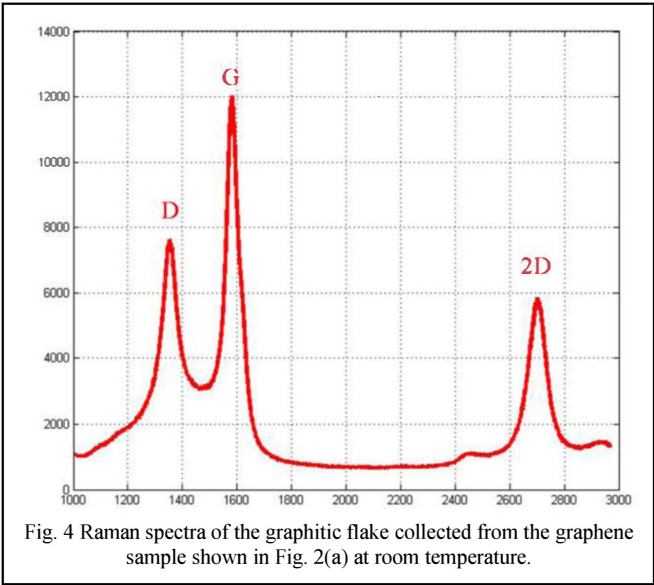 14000
12000
10000
8000
6000
4000
2000
0
G
D
2D
1000 1200 1400 1600 1800 2000 2200 2400 2600 2800 3000
Fig. 4 Raman spectra of the graphitic flake collected from the graphene
sample shown in Fig. 2(a) at room temperature.